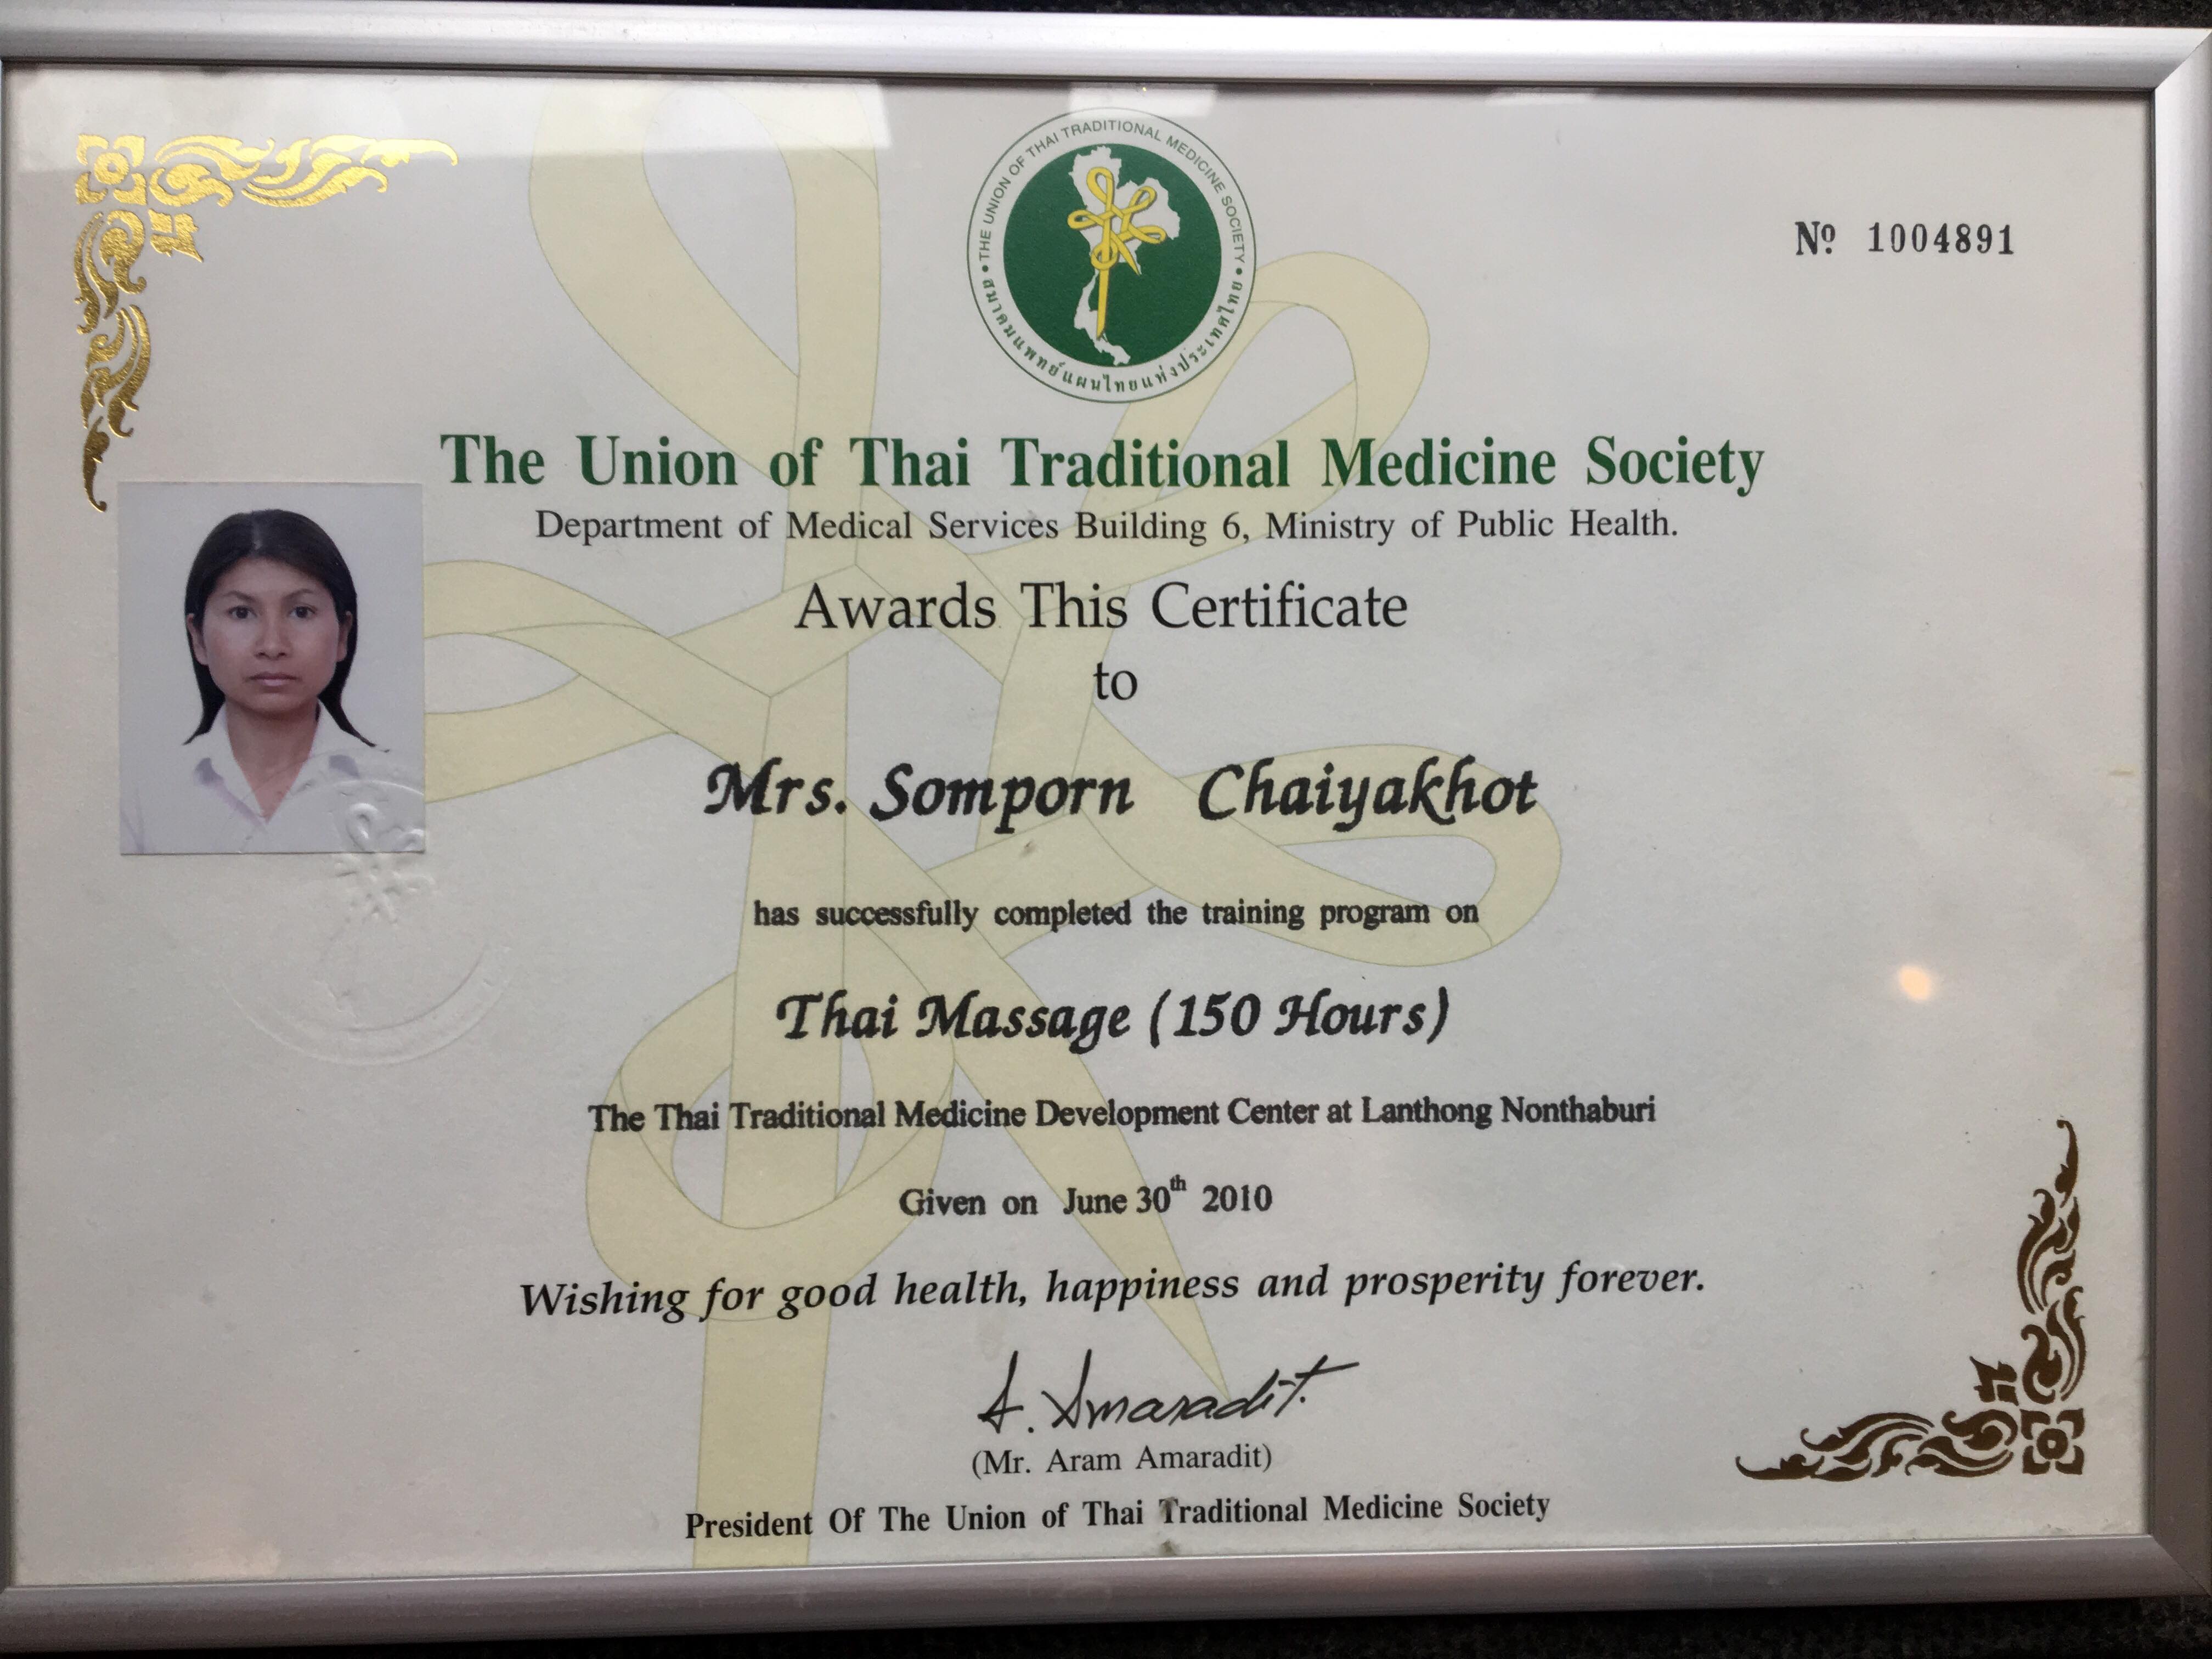 THE UNION OF THAI TRADITIONAL MEDICINE SOCIETY
สมาคมแพทย์แผนไทยแห่งประเทศไทย
Nº 1004891
The Union of Thai Traditional Medicine Society
Department of Medical Services Building 6, Ministry of Public Health.
Awards This Certificate
to
Mrs. Somporn Chaiyakhot
has successfully completed the training program on
Thai Massage (150 Hours)
The Thai Traditional Medicine Development Center at Lanthong Nonthaburi
Given on June 30th 2010
Wishing for good health, happiness and prosperity forever.
A. Amaradit.
(Mr. Aram Amaradit)
President Of The Union of Thai Traditional Medicine Society